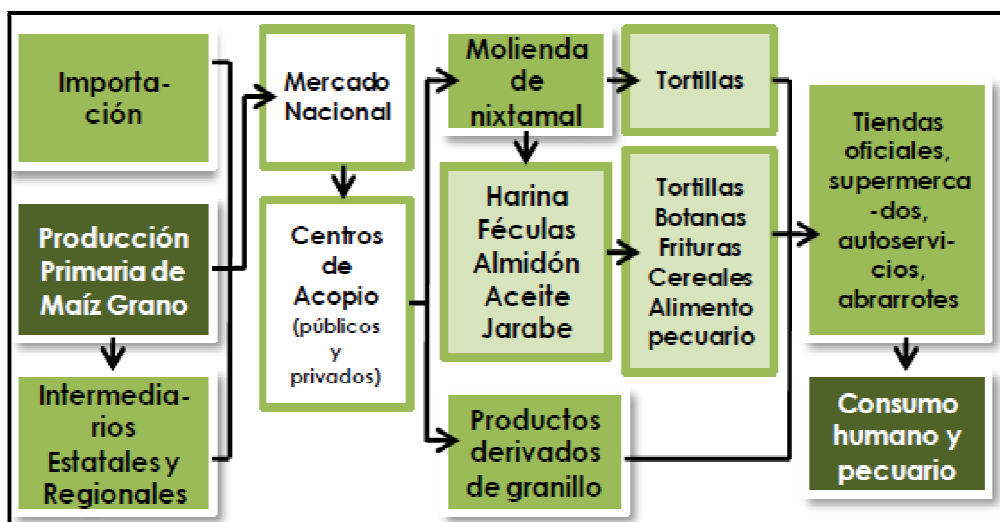 Importa-
ción
Producción
Primaria de
Maíz Grano
Intermedia-
rios
Estatales y
Regionales
Mercado
Nacional
Centros
de
Acopio
(públicos
y
privados)
Molienda
de
nixtamal
Harina
Féculas
Almidón
Aceite
Jarabe
Productos
derivados
de granillo
Tortillas
Tortillas
Botanas
Frituras
Cereales
Alimento
pecuario
Tiendas
oficiales,
supermerca
-dos,
autoservi-
cios,
abrarrotes
Consumo
humano y
pecuario